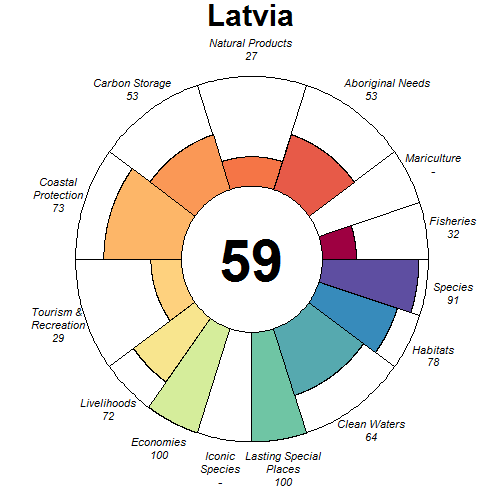 Latvia
Natural Products
27
Carbon Storage
53
Aboriginal Needs
53
Mariculture
-
Coastal
Protection
73
Fisheries
32
59
Species
91
Tourism &
Recreation
29
Habitats
78
Livelihoods
72
Clean Waters
64
Economies
100
Iconic
Species
-
Lasting Special
Places
100